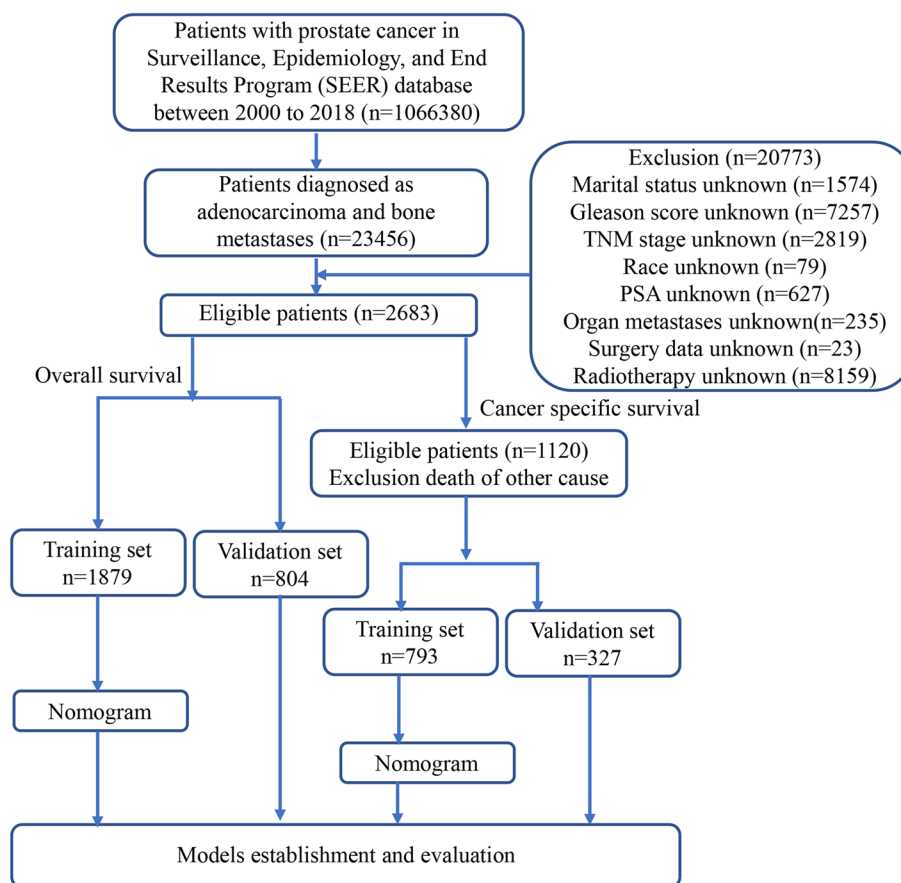 Patients with prostate cancer in
Surveillance, Epidemiology, and End
Results Program (SEER) database
between 2000 to 2018 (n=1066380)
Patients diagnosed as
adenocarcinoma and bone
metastases (n=23456)
Exclusion (n=20773)
Marital status unknown (n=1574)
Gleason score unknown (n=7257)
TNM stage unknown (n=2819)
Race unknown (n=79)
PSA unknown (n=627)
Organ metastases unknown(n=235)
Surgery data unknown (n=23)
Radiotherapy unknown (n=8159)
Eligible patients (n=2683)
Overall survival
Cancer specific survival
Eligible patients (n=1120)
Exclusion death of other cause
Training set
n=1879
Validation set
n=804
Training set
n=793
Validation set
n=327
Nomogram
Nomogram
Models establishment and evaluation